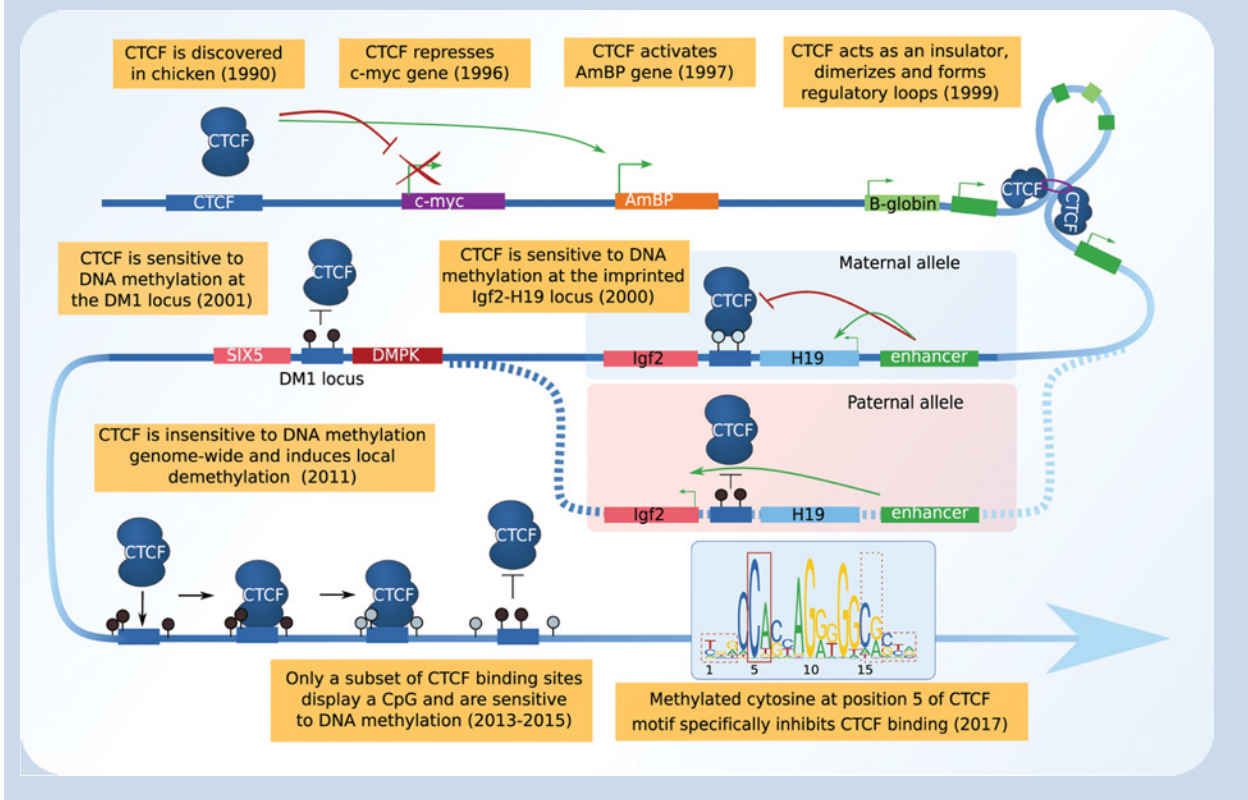 CTCF is discovered
in chicken (1990)
CTCF represses
c-myc gene (1996)
CTCF activates
AmBP gene (1997)
CTCF acts as an insulator,
dimerizes and forms
regulatory loops (1999)
CTCF
CTCF
c-myc
AmBP
B-globin
CTCF
CTCF
CTCF is sensitive to
DNA methylation at
the DM1 locus (2001)
CTCF
SIX5
DMPK
DM1 locus
CTCF is sensitive to DNA
methylation at the imprinted
Igf2-H19 locus (2000)
Maternal allele
CTCF
Igf2
H19
enhancer
Paternal allele
CTCF
Igf2
H19
enhancer
CTCF is insensitive to DNA methylation
genome-wide and induces local
demethylation (2011)
CTCF
CTCF
CTCF
CTCF
1 5 10 15
Only a subset of CTCF binding sites
display a CpG and are sensitive
to DNA methylation (2013-2015)
Methylated cytosine at position 5 of CTCF
motif specifically inhibits CTCF binding (2017)